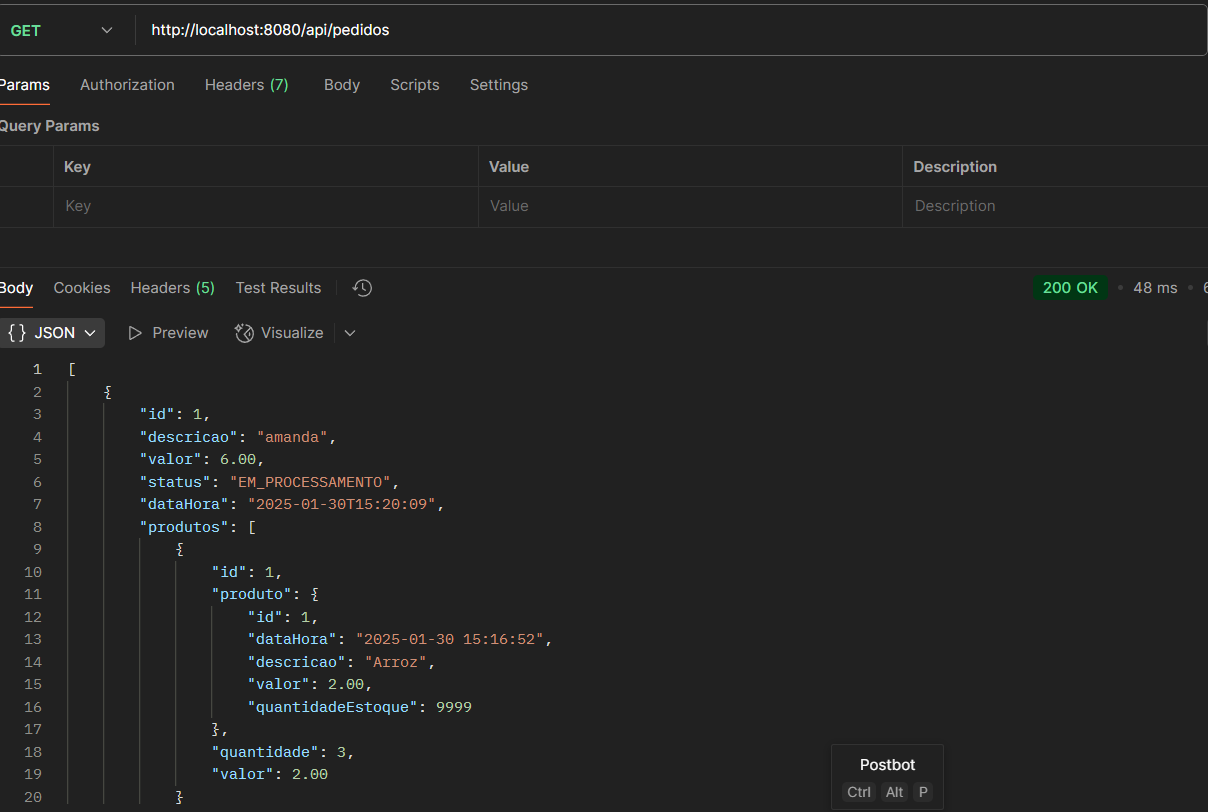 GET http://localhost:8080/api/pedidos
Params Authorization Headers (7) Body Scripts Settings
Query Params
Key Value Description
Key Value Description
Body Cookies Headers (5) Test Results 200 OK • 48 ms •
{} JSON Preview Visualize
1 [
2 {
3 "id": 1,
4 "descricao": "amanda",
5 "valor": 6.00,
6 "status": "EM_PROCESSAMENTO",
7 "dataHora": "2025-01-30T15:20:09",
8 "produtos": [
9 {
10 "id": 1,
11 "produto": {
12 "id": 1,
13 "dataHora": "2025-01-30 15:16:52",
14 "descricao": "Arroz",
15 "valor": 2.00,
16 "quantidadeEstoque": 9999
17 },
18 "quantidade": 3,
19 "valor": 2.00
20 }
Postbot
Ctrl Alt P